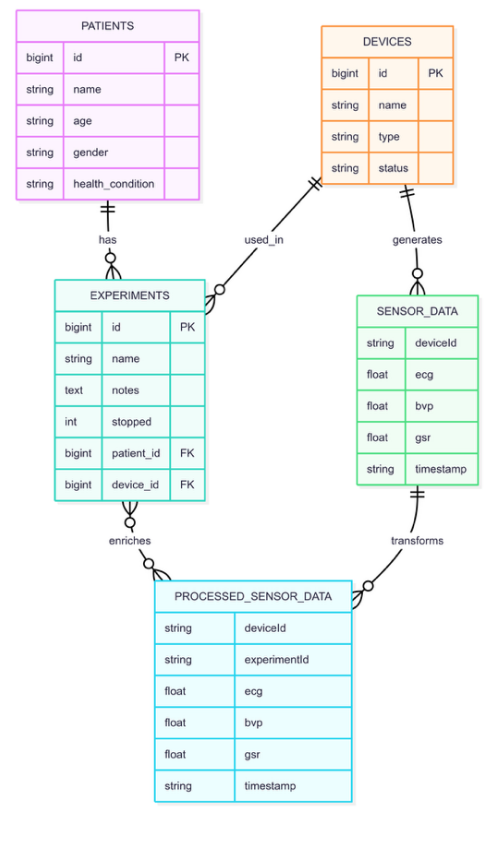 PATIENTS
bigint id PK
string name
string age
string gender
string health_condition
DEVICES
bigint id PK
string name
string type
string status
has
used_in
generates
EXPERIMENTS
bigint id PK
string name
text notes
int stopped
bigint patient_id FK
bigint device_id FK
SENSOR_DATA
string deviceId
float ecg
float bvp
float gsr
string timestamp
enriches
transforms
PROCESSED_SENSOR_DATA
string deviceId
string experimentId
float ecg
float bvp
float gsr
string timestamp